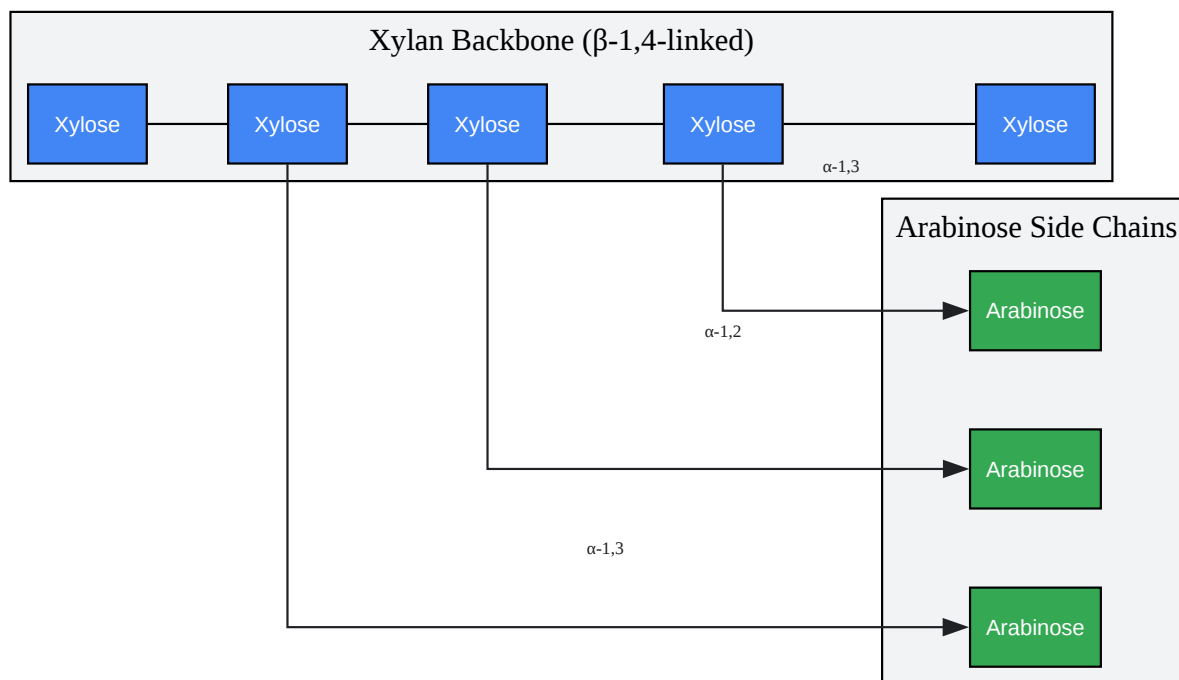 Xylan Backbone (β-1,4-linked)
Xylose Xylose Xylose Xylose Xylose
α-1,3
Arabinose Side Chains
Arabinose
α-1,2
Arabinose
α-1,3
Arabinose